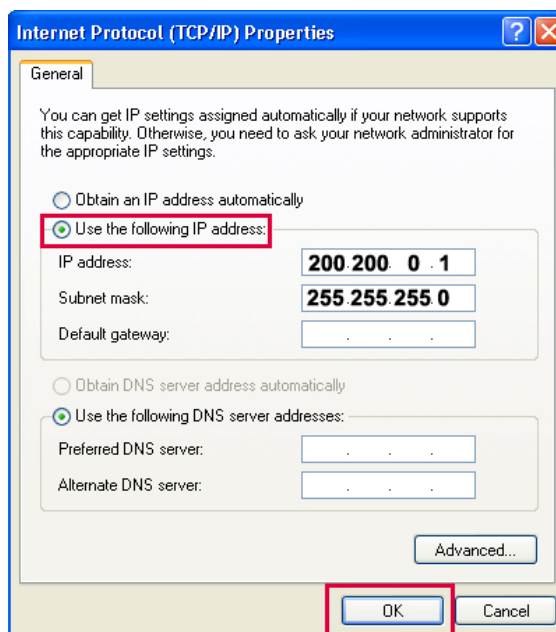 Internet Protocol (TCP/IP) Properties
General
You can get IP settings assigned automatically if your network supports
this capability. Otherwise, you need to ask your network administrator for
the appropriate IP settings.
Obtain an IP address automatically
Use the following IP address:
IP address: 200.200. 0 .1
Subnet mask: 255.255.255.0
Default gateway: . . .
Obtain DNS server address automatically
Use the following DNS server addresses:
Preferred DNS server: . . .
Alternate DNS server: . . .
Advanced...
OK Cancel